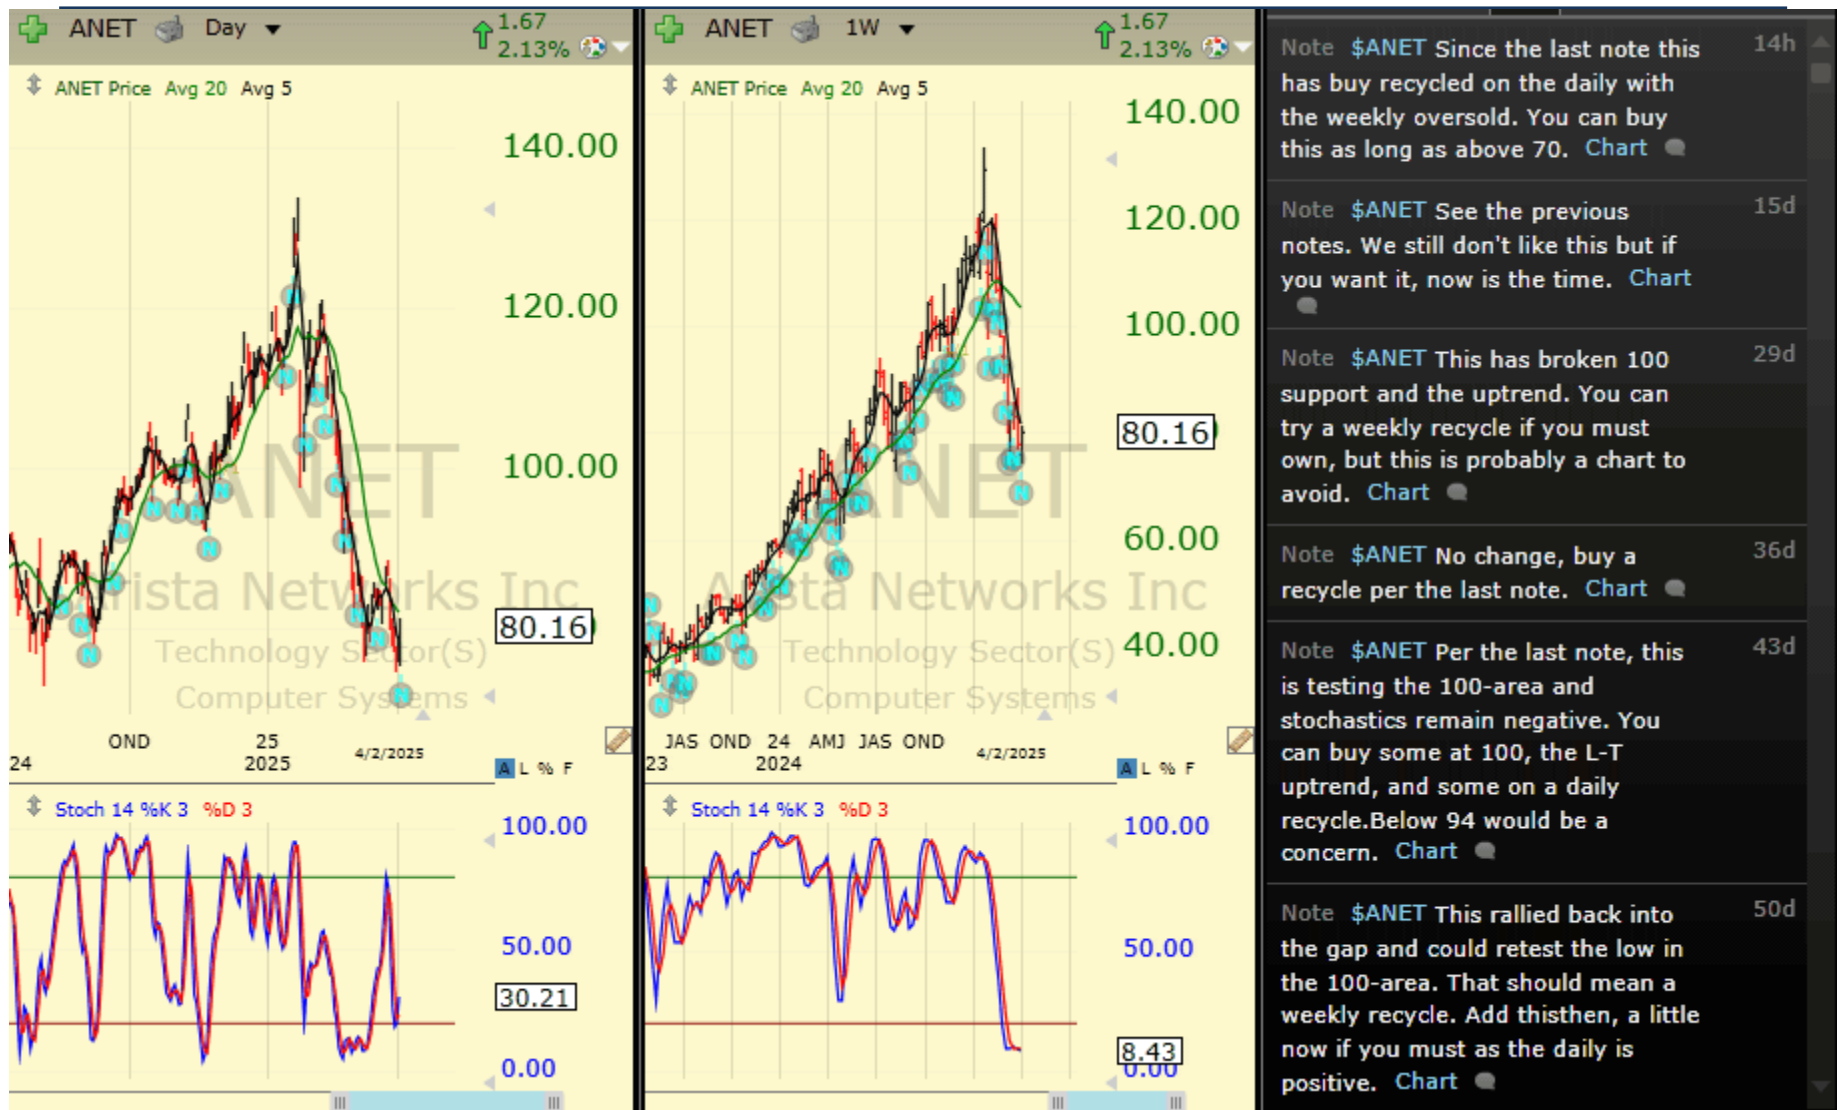 ANET Day 1.67
2.13%
ANET Price Avg 20 Avg 5
140.00
120.00
100.00
80.16
ANET
Arista Networks Inc
Technology Sector(S)
Computer Systems
OND 25
24 2025 4/2/2025
A L % F
Stoch 14 %K 3 %D 3
100.00
50.00
30.21
0.00
ANET 1W 1.67
2.13%
ANET Price Avg 20 Avg 5
140.00
120.00
100.00
80.16
60.00
40.00
ANET
Arista Networks Inc
Technology Sector(S)
Computer Systems
JAS OND 24 AMJ JAS OND
23 2024 4/2/2025
A L % F
Stoch 14 %K 3 %D 3
100.00
50.00
8.43
0.00
Note $ANET Since the last note this 14h
has buy recycled on the daily with
the weekly oversold. You can buy
this as long as above 70. Chart
Note $ANET See the previous 15d
notes. We still don't like this but if
you want it, now is the time. Chart
Note $ANET This has broken 100 29d
support and the uptrend. You can
try a weekly recycle if you must
own, but this is probably a chart to
avoid. Chart
Note $ANET No change, buy a 36d
recycle per the last note. Chart
Note $ANET Per the last note, this 43d
is testing the 100-area and
stochastics remain negative. You
can buy some at 100, the L-T
uptrend, and some on a daily
recycle.Below 94 would be a
concern. Chart
Note $ANET This rallied back into 50d
the gap and could retest the low in
the 100-area. That should mean a
weekly recycle. Add thisthen, a little
now if you must as the daily is
positive. Chart